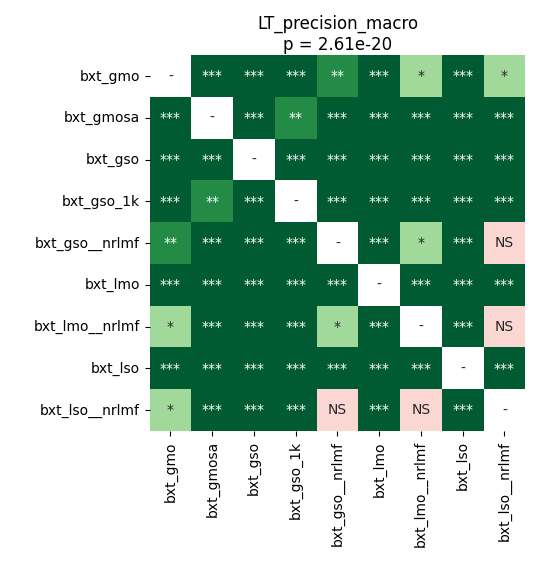 LT_precision_macro
p = 2.61e-20
bxt_gmo - *** *** *** ** *** * *** *
bxt_gmosa *** - *** ** *** *** *** *** ***
bxt_gso *** *** - *** *** *** *** *** ***
bxt_gso_1k *** ** *** - *** *** *** *** ***
bxt_gso__nrlmf ** *** *** *** - *** * *** NS
bxt_lmo *** *** *** *** *** - *** *** ***
bxt_lmo__nrlmf * *** *** *** * *** - *** NS
bxt_lso *** *** *** *** *** *** *** - ***
bxt_lso__nrlmf * *** *** *** NS *** NS *** -
bxt_gmo
bxt_gmosa
bxt_gso
bxt_gso_1k
bxt_gso__nrlmf
bxt_lmo
bxt_lmo__nrlmf
bxt_lso
bxt_lso__nrlmf